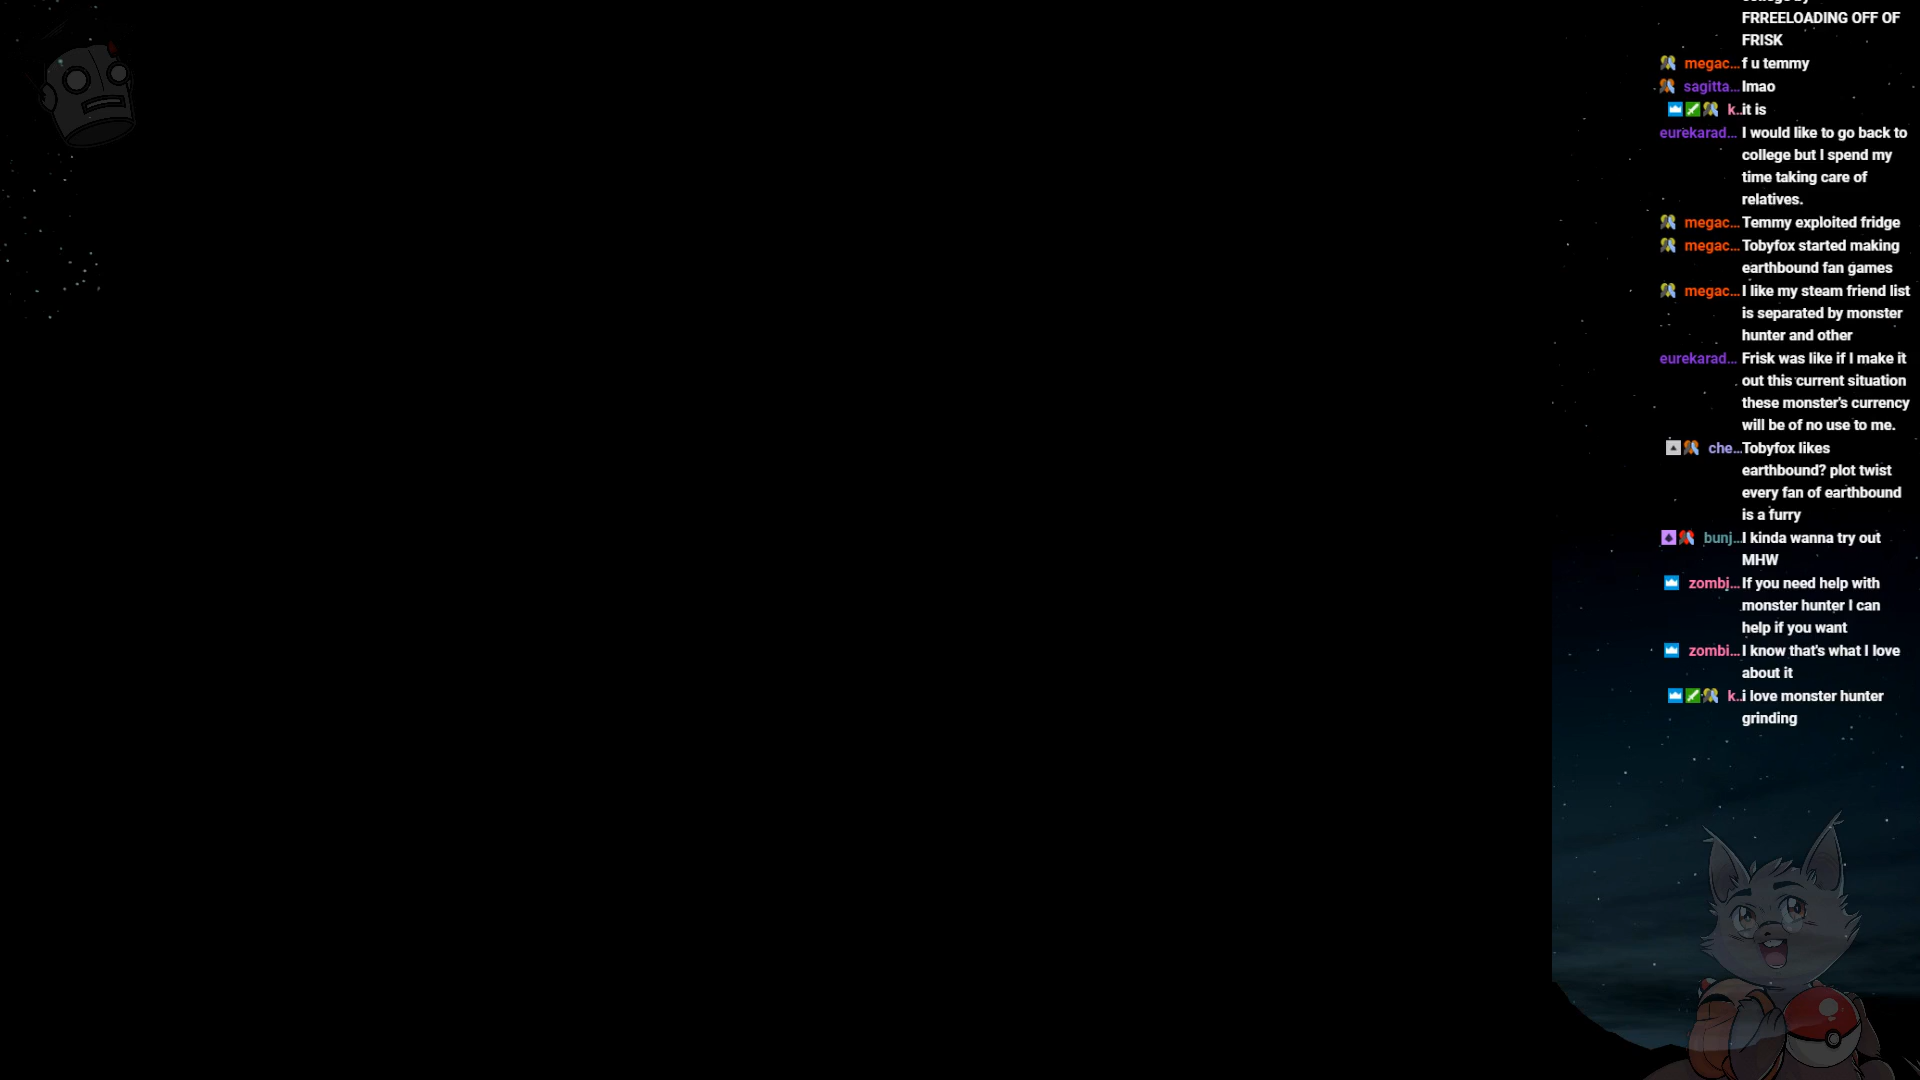 FRREELOADING OFF OF
FRISK
megac... f u temmy
sagitta... lmao
k.. it is
eurekarad... I would like to go back to
college but I spend my
time taking care of
relatives.
megac... Temmy exploited fridge
megac... Tobyfox started making
earthbound fan games
megac... I like my steam friend list
is separated by monster
hunter and other
eurekarad... Frisk was like if I make it
out this current situation
these monster's currency
will be of no use to me.
che... Tobyfox likes
earthbound? plot twist
every fan of earthbound
is a furry
bunj... I kinda wanna try out
MHW
zombi... If you need help with
monster hunter I can
help if you want
zombi... I know that's what I love
about it
k.. i love monster hunter
grinding